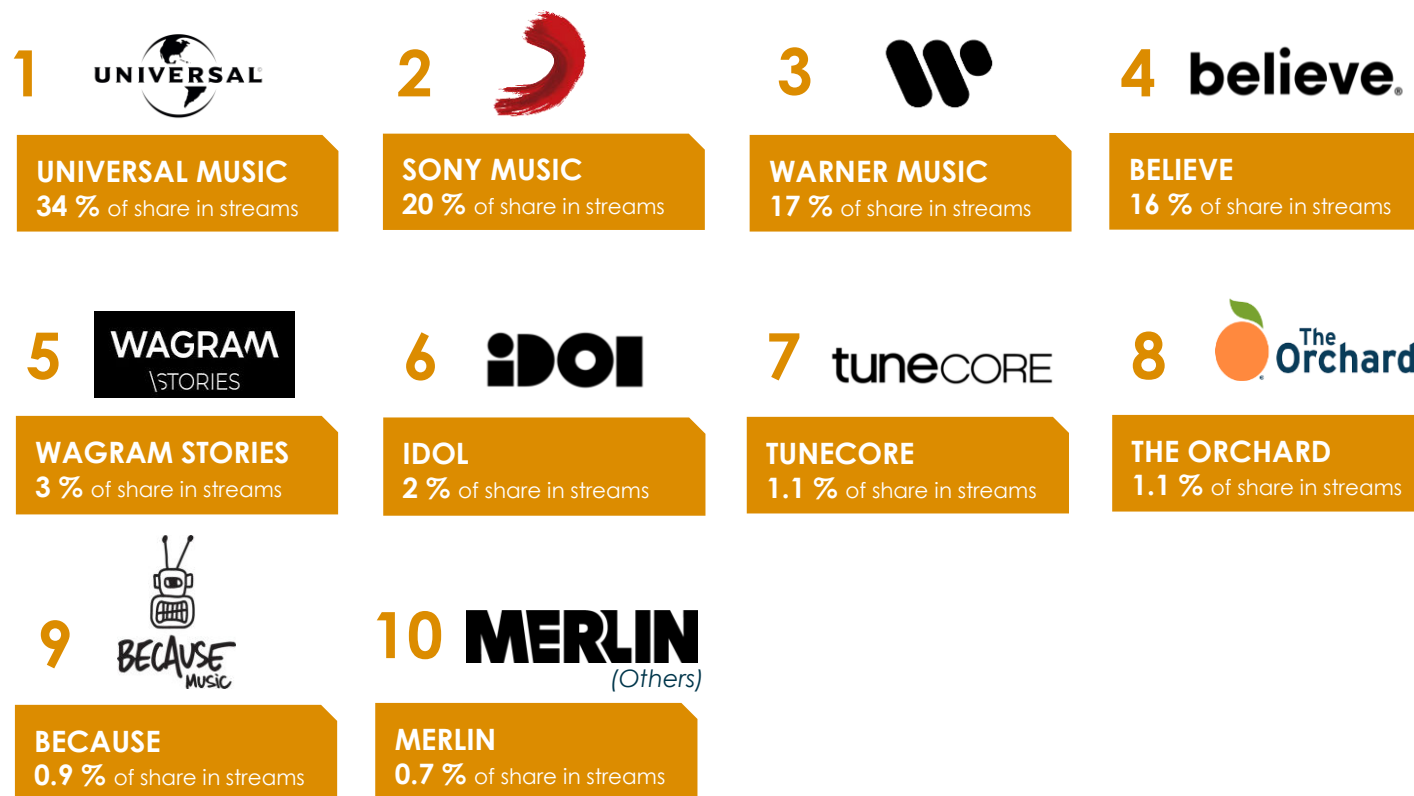 1
UNIVERSAL
2
3
4
believe.
UNIVERSAL MUSIC
34 % of share in streams
SONY MUSIC
20 % of share in streams
WARNER MUSIC
17 % of share in streams
BELIEVE
16 % of share in streams
5
WAGRAM
\STORIES
6
iDOl
7
tunecore
8
The
Orchard
WAGRAM STORIES
3 % of share in streams
IDOL
2 % of share in streams
TUNECORE
1.1 % of share in streams
THE ORCHARD
1.1 % of share in streams
9
BECAUSE
MUSIC
10
MERLIN
(Others)
BECAUSE
0.9 % of share in streams
MERLIN
0.7 % of share in streams